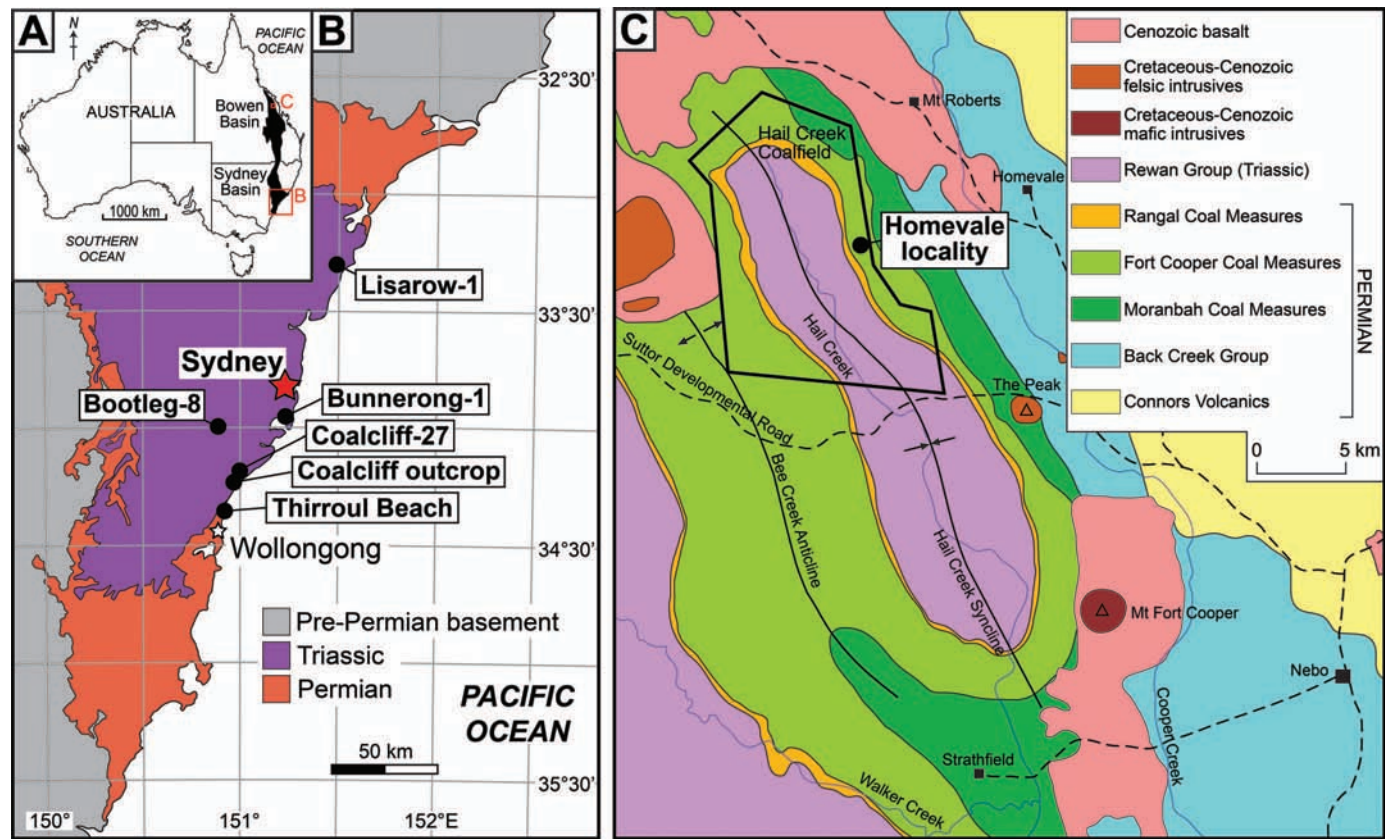 A
N
PACIFIC
OCEAN
AUSTRALIA
Bowen
Basin
C
Sydney
Basin
B
1000 km
SOUTHERN
OCEAN
B
32°30'
33°30'
34°30'
35°30'
150°
151°
152°E
Lisarow-1
Sydney
Bootleg-8
Bunnerong-1
Coalcliff-27
Coalcliff outcrop
Thirroul Beach
Wollongong
Pre-Permian basement
Triassic
Permian
PACIFIC
OCEAN
50 km
C
Mt Roberts
Hail Creek
Coalfield
Homevale
Homevale
locality
Hail Creek
Suttor Developmental Road
The Peak
Bee Creek Anticline
Hail Creek Syncline
Mt Fort Cooper
Nebo
Cooper Creek
Strathfield
Walker Creek
Cenozoic basalt
Cretaceous-Cenozoic
felsic intrusives
Cretaceous-Cenozoic
mafic intrusives
Rewan Group (Triassic)
Rangal Coal Measures
Fort Cooper Coal Measures
Moranbah Coal Measures
Back Creek Group
Connors Volcanics
PERMIAN
0 5 km